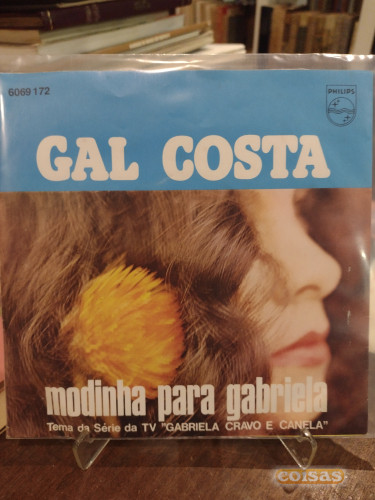 6069 172
PHILIPS
GAL COSTA
modinha para gabriela
Tema da Série da TV "GABRIELA CRAVO E CANELA"
coisas